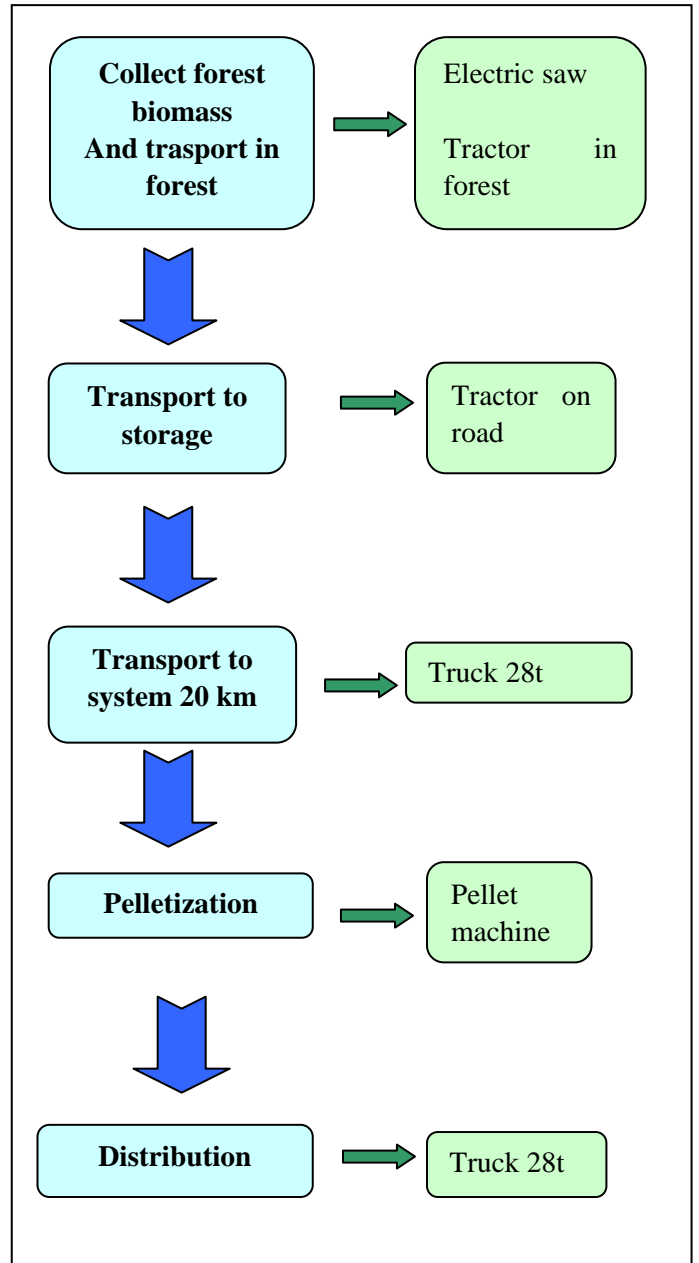 Collect forest
biomass
And trasport in
forest
Electric saw
Tractor in
forest
Transport to
storage
Tractor on
road
Transport to
system 20 km
Truck 28t
Pelletization
Pellet
machine
Distribution
Truck 28t